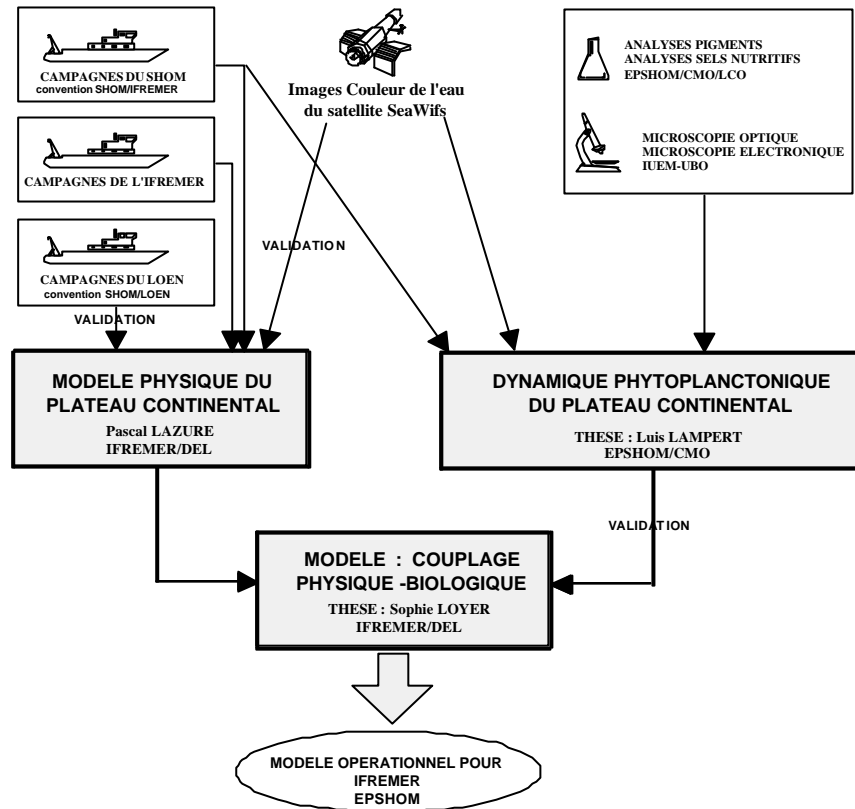 CAMPAGNES DU SHOM
convention SHOM/IFREMER
CAMPAGNES DE L'IFREMER
CAMPAGNES DU LOEN
convention SHOM/LOEN
VALIDATION
Images Couleur de l'eau
du satellite SeaWifs
VALIDATION
ANALYSES PIGMENTS
ANALYSES SELS NUTRITIFS
EPSHOM/CMO/LCO
MICROSCOPIE OPTIQUE
MICROSCOPIE ELECTRONIQUE
IUEM-UBO
MODELE PHYSIQUE DU
PLATEAU CONTINENTAL
Pascal LAZURE
IFREMER/DEL
DYNAMIQUE PHYTOPLANCTONIQUE
DU PLATEAU CONTINENTAL
THESE : Luis LAMPERT
EPSHOM/CMO
VALIDATION
MODELE : COUPLAGE
PHYSIQUE -BIOLOGIQUE
THESE : Sophie LOYER
IFREMER/DEL
MODELE OPERATIONNEL POUR
IFREMER
EPSHOM